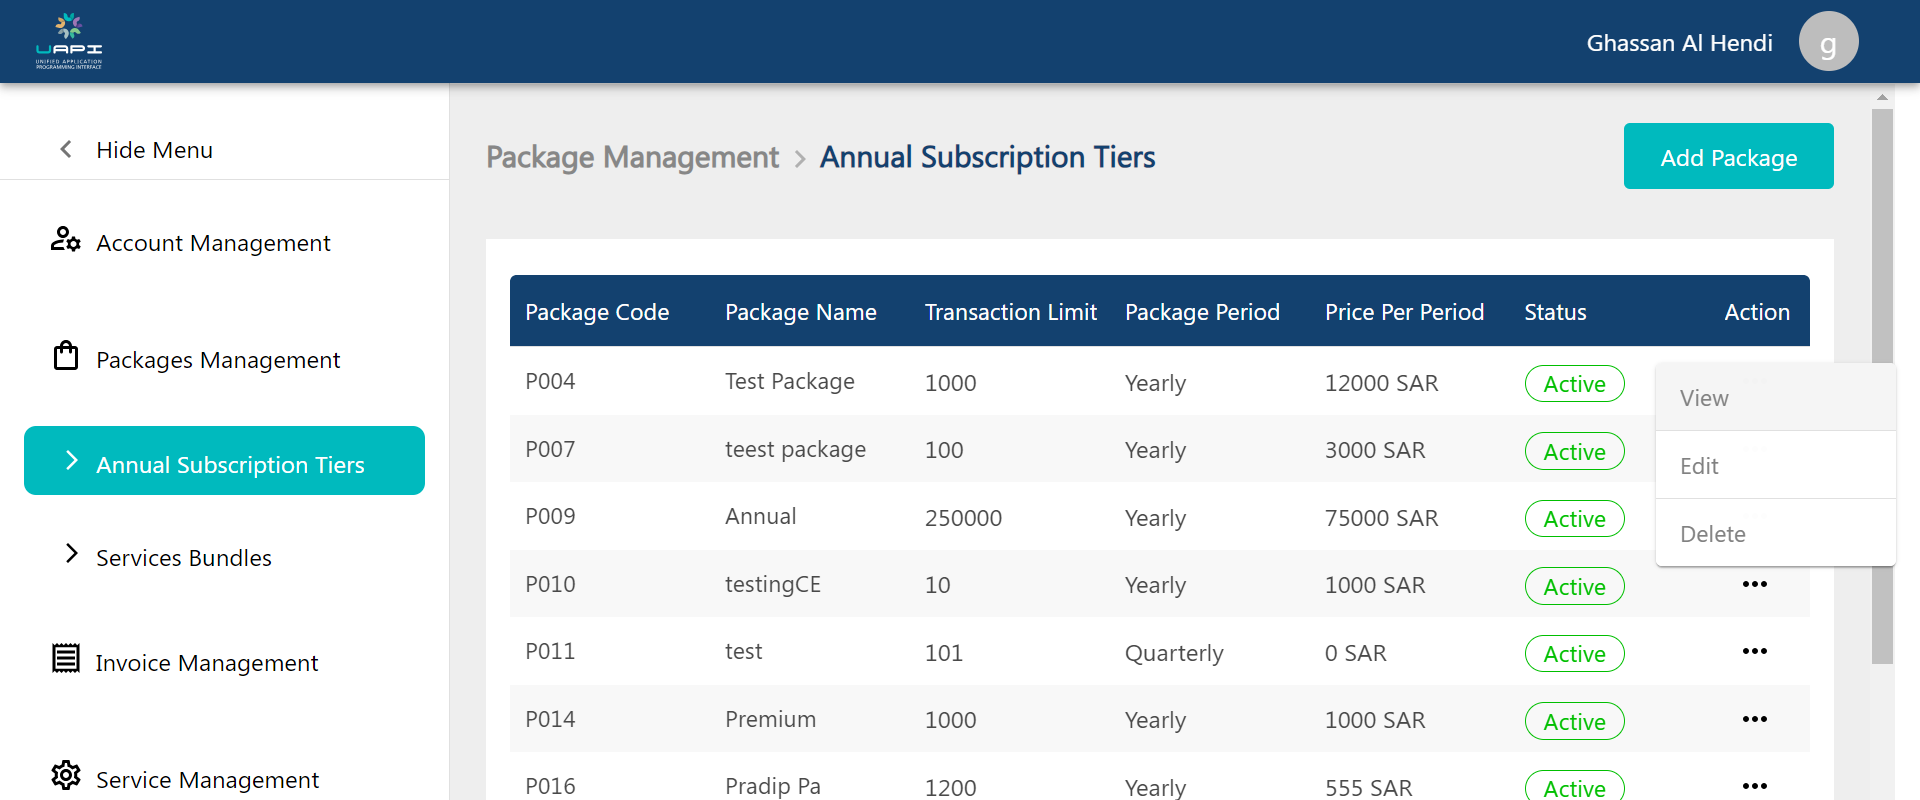 UAPI
UNIFIED APPLICATION
PROGRAMMING INTERFACE
Ghassan Al Hendi
g
Hide Menu
Account Management
Packages Management
Annual Subscription Tiers
Services Bundles
Invoice Management
Service Management
Package Management > Annual Subscription Tiers
Add Package
Package Code Package Name Transaction Limit Package Period Price Per Period Status Action
P004 Test Package 1000 Yearly 12000 SAR Active
P007 teest package 100 Yearly 3000 SAR Active
P009 Annual 250000 Yearly 75000 SAR Active
P010 testingCE 10 Yearly 1000 SAR Active •••
P011 test 101 Quarterly 0 SAR Active •••
P014 Premium 1000 Yearly 1000 SAR Active •••
P016 Pradip Pa 1200 Yearly 555 SAR Active •••
View
Edit
Delete